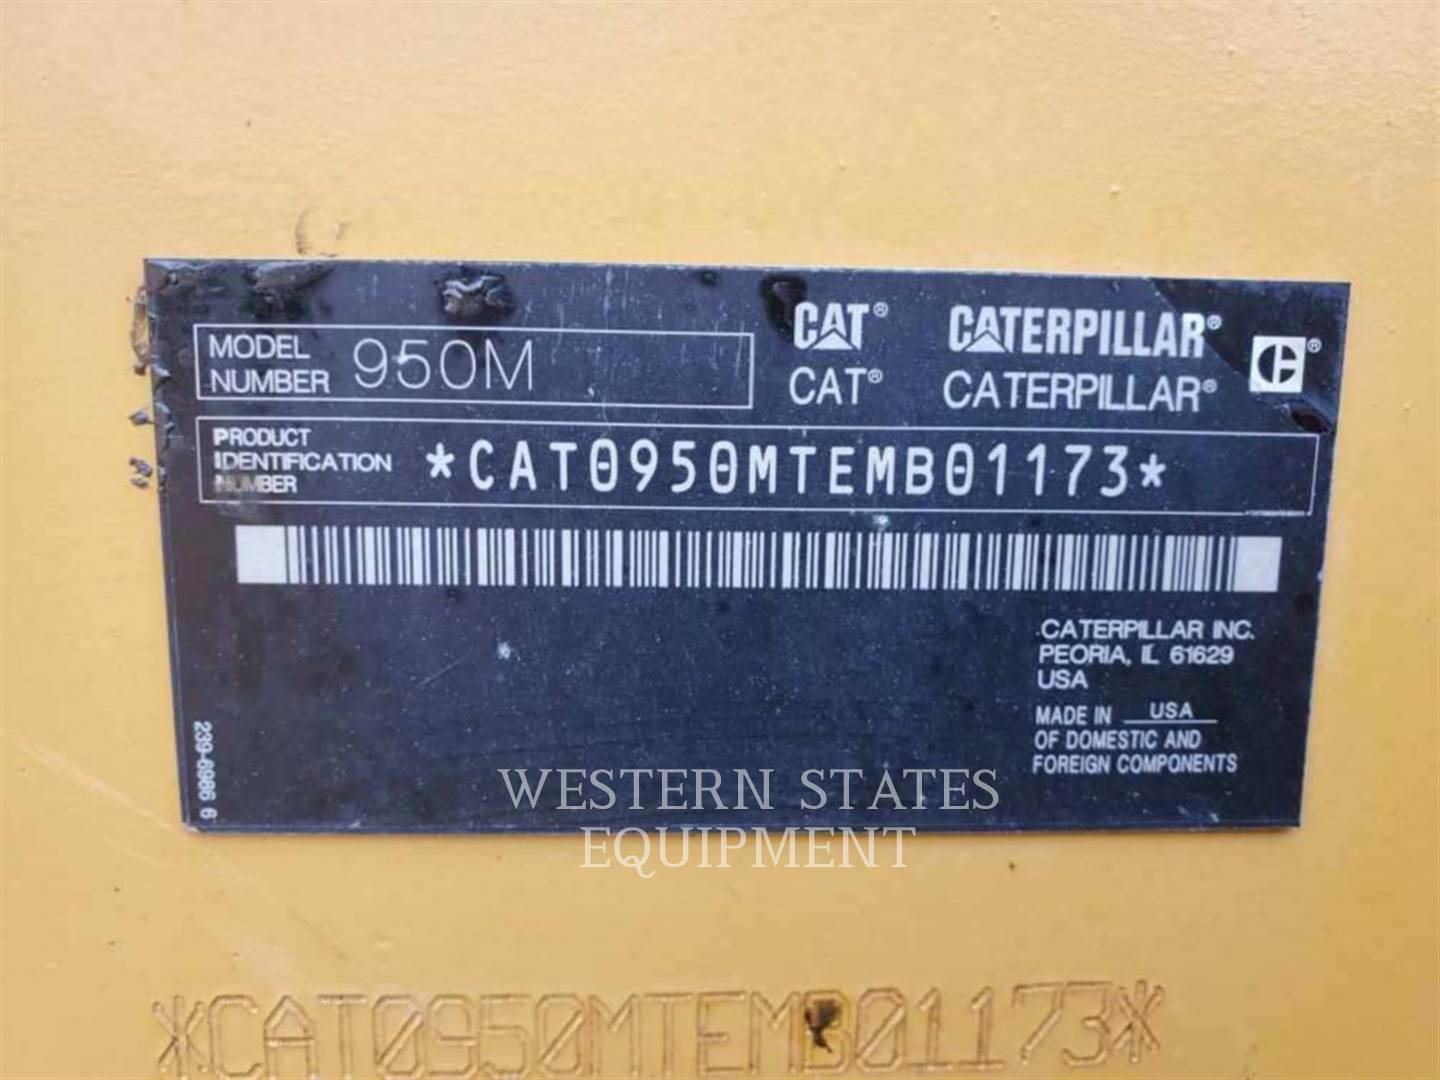 MODEL NUMBER 950M
CAT® CATERPILLAR®
CAT® CATERPILLAR®
PRODUCT IDENTIFICATION NUMBER *CAT0950MTEMB01173*
CATERPILLAR INC.
PEORIA, IL 61629
USA
MADE IN USA
OF DOMESTIC AND
FOREIGN COMPONENTS
239-6986 6
WESTERN STATES
EQUIPMENT
*CAT0950MTEMB01173*